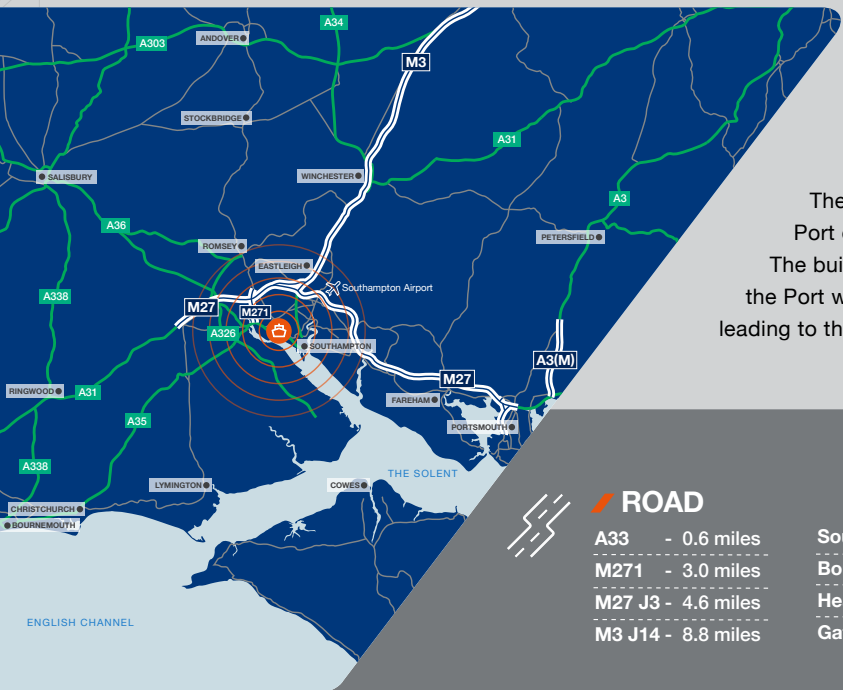 A34
A303
ANDOVER
M3
STOCKBRIDGE
A31
WINCHESTER
SALISBURY
A3
A36
PETERSFIELD
ROMSEY
EASTLEIGH
Southampton Airport
A338
M27
M271
A326
SOUTHAMPTON
A3(M)
M27
RINGWOOD
A31
FAREHAM
A35
PORTSMOUTH
A338
THE SOLENT
LYMINGTON
COWES
CHRISTCHURCH
BOURNEMOUTH
ENGLISH CHANNEL
The
Port
The bui
the Port w
leading to th
ROAD
A33 - 0.6 miles
M271 - 3.0 miles
M27 J3 - 4.6 miles
M3 J14 - 8.8 miles
Sou
Bo
He
Ga